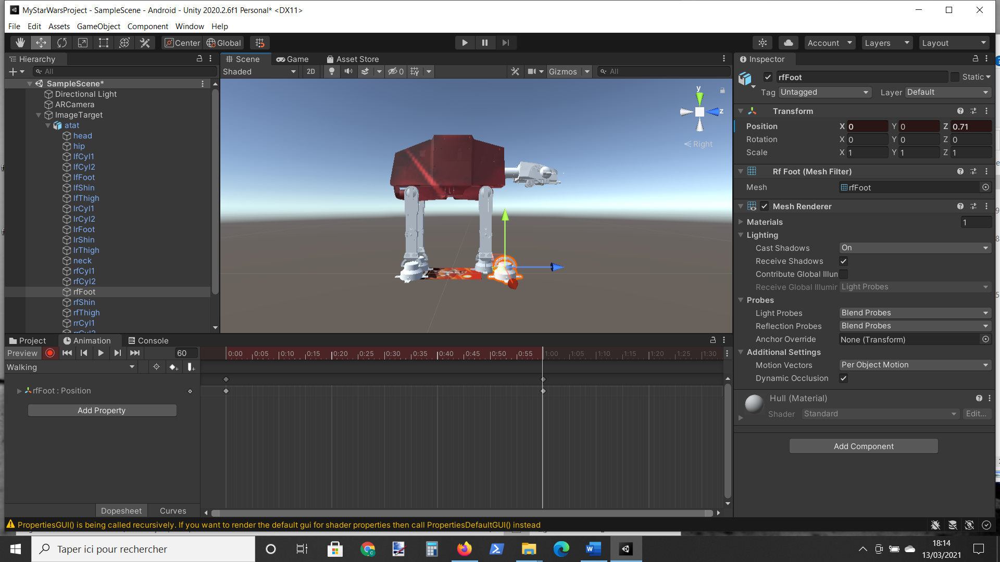 MyStarWarsProject - SampleScene - Android - Unity 2020.2.6f1 Personal* <DX11>
File Edit Assets GameObject Component Window Help
Center Global Account Layers Layout
Hierarchy
All
SampleScene*
Directional Light
ARCamera
ImageTarget
atat
head
hip
lfCyl1
lfCyl2
lfFoot
lfShin
lfThigh
lrCyl1
lrCyl2
lrFoot
lrShin
lrThigh
neck
rfCyl1
rfCyl2
rfFoot
rfShin
rfThigh
rrCyl1
rrCyl2
Scene Game Asset Store
Shaded 2D 0 Gizmos All
y
z
Right
Inspector
rfFoot Static
Tag Untagged Layer Default
Transform
Position X 0 Y 0 Z 0.71
Rotation X 0 Y 0 Z 0
Scale X 1 Y 1 Z 1
Rf Foot (Mesh Filter)
Mesh rfFoot
Mesh Renderer
Materials 1
Lighting
Cast Shadows On
Receive Shadows
Contribute Global Illum
Receive Global Illumir Light Probes
Probes
Light Probes Blend Probes
Reflection Probes Blend Probes
Anchor Override None (Transform)
Additional Settings
Motion Vectors Per Object Motion
Dynamic Occlusion
Hull (Material)
Shader Standard Edit...
Add Component
Project Animation Console
Preview 60 0:00 0:05 0:10 0:15 0:20 0:25 0:30 0:35 0:40 0:45 0:50 0:55 1:00 1:05 1:10 1:15 1:20 1:25 1:30
Walking
rfFoot : Position
Add Property
Dopesheet Curves
PropertiesGUI() is being called recursively. If you want to render the default gui for shader properties then call PropertiesDefaultGUI() instead
Taper ici pour rechercher
18:14
13/03/2021